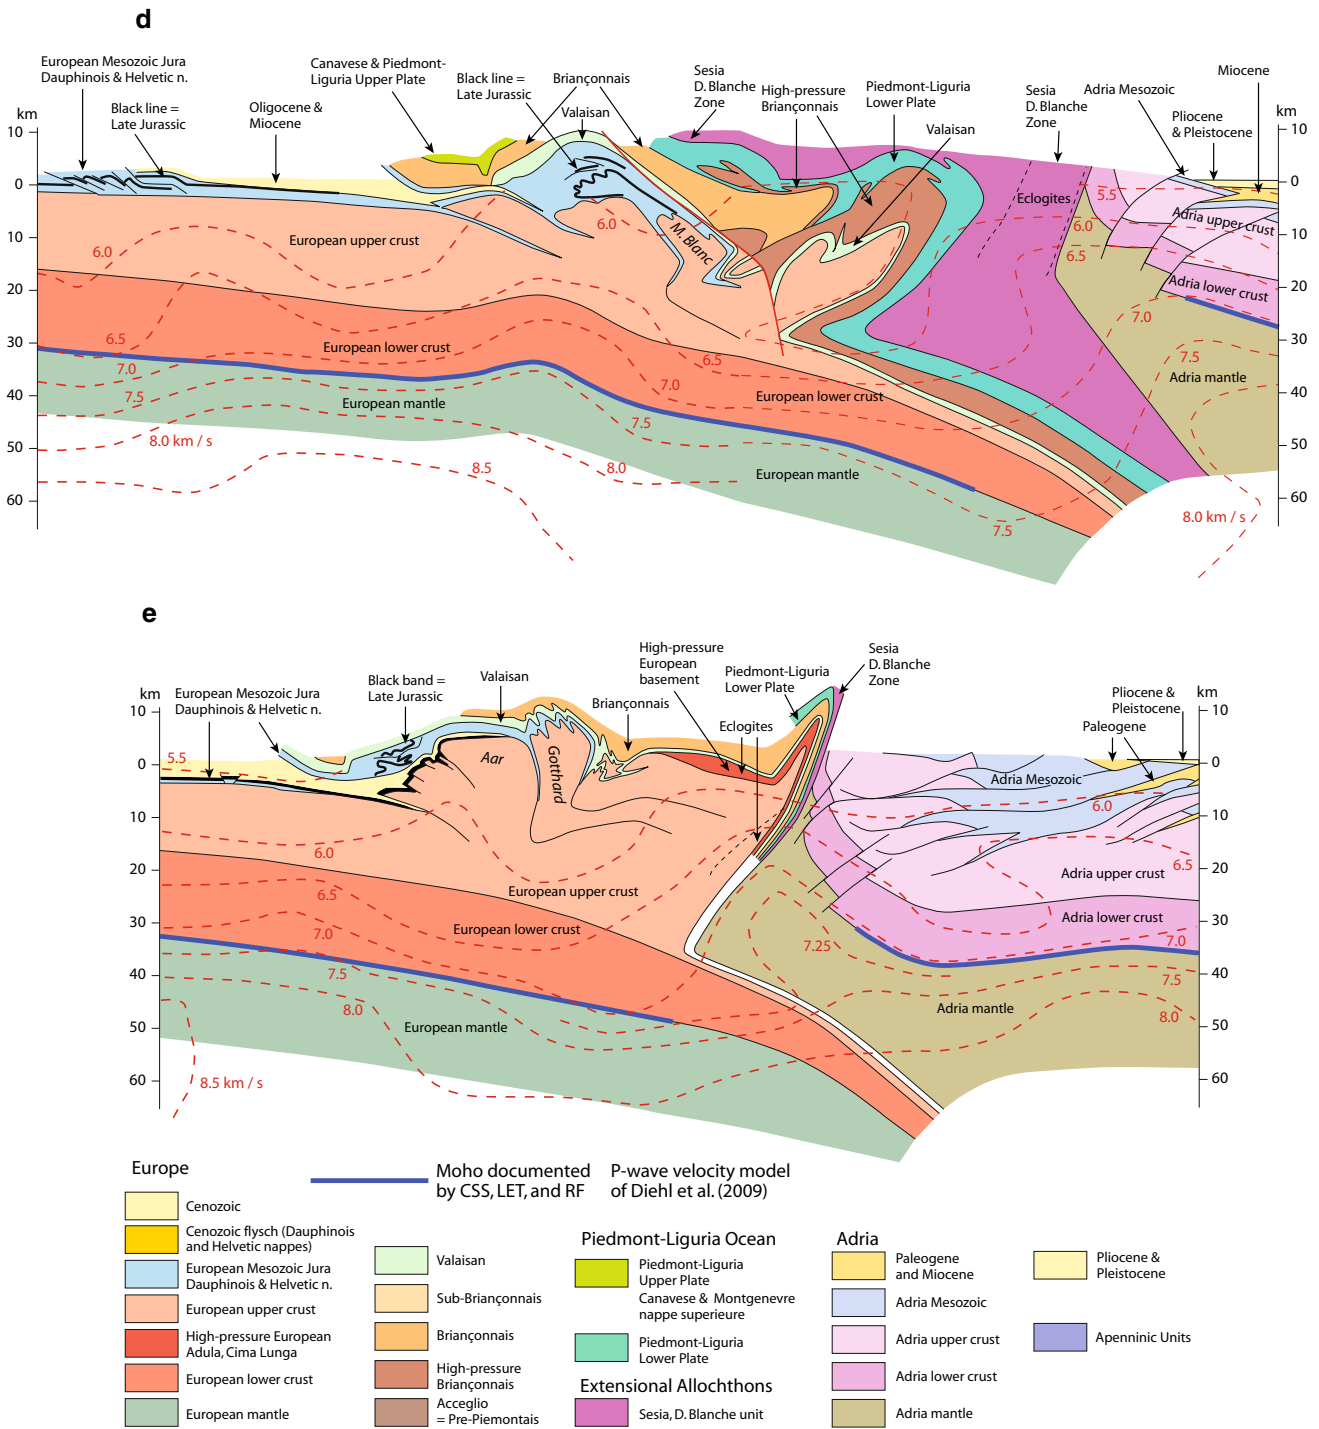 d
European Mesozoic Jura
Dauphinois & Helvetic n.
Black line =
Late Jurassic
Oligocene &
Miocene
Canavese & Piedmont-
Liguria Upper Plate
Black line =
Late Jurassic
Briançonnais
Valaisan
Sesia
D. Blanche
Zone
High-pressure
Briançonnais
Piedmont-Liguria
Lower Plate
Valaisan
Sesia
D. Blanche
Zone
Adria Mesozoic
Miocene
Pliocene
& Pleistocene
km
10
0
10
20
30
40
50
60
km
10
0
10
20
30
40
50
60
Eclogites
5.5
6.0
6.5
7.0
7.5
Adria upper crust
Adria lower crust
Adria mantle
8.0 km / s
European upper crust
6.0
6.0
M. Blanc
6.5
European lower crust
7.0
7.5
European mantle
8.0 km / s
8.5
8.0
6.5
7.0
7.5
European lower crust
European mantle
7.5
e
European Mesozoic Jura
Dauphinois & Helvetic n.
Black band =
Late Jurassic
Valaisan
Briançonnais
High-pressure
European
basement
Eclogites
Piedmont-Liguria
Lower Plate
Sesia
D. Blanche
Zone
Pliocene &
Pleistocene
Paleogene
km
10
0
10
20
30
40
50
60
km
10
0
10
20
30
40
50
60
5.5
Aar
Gotthard
Adria Mesozoic
6.0
6.0
6.5
Adria upper crust
European upper crust
6.5
European lower crust
Adria lower crust
7.0
7.0
7.25
7.5
7.5
8.0
Adria mantle
8.0
European mantle
8.5 km / s
Europe
Cenozoic
Cenozoic flysch (Dauphinois
and Helvetic nappes)
European Mesozoic Jura
Dauphinois & Helvetic n.
European upper crust
High-pressure European
Adula, Cima Lunga
European lower crust
European mantle
Moho documented
by CSS, LET, and RF
P-wave velocity model
of Diehl et al. (2009)
Valaisan
Sub-Briançonnais
Briançonnais
High-pressure
Briançonnais
Acceglio
= Pre-Piemontais
Piedmont-Liguria Ocean
Piedmont-Liguria
Upper Plate
Canavese & Montgenevre
nappe superieure
Piedmont-Liguria
Lower Plate
Extensional Allochthons
Sesia, D. Blanche unit
Adria
Paleogene
and Miocene
Adria Mesozoic
Adria upper crust
Adria lower crust
Adria mantle
Pliocene &
Pleistocene
Apenninic Units